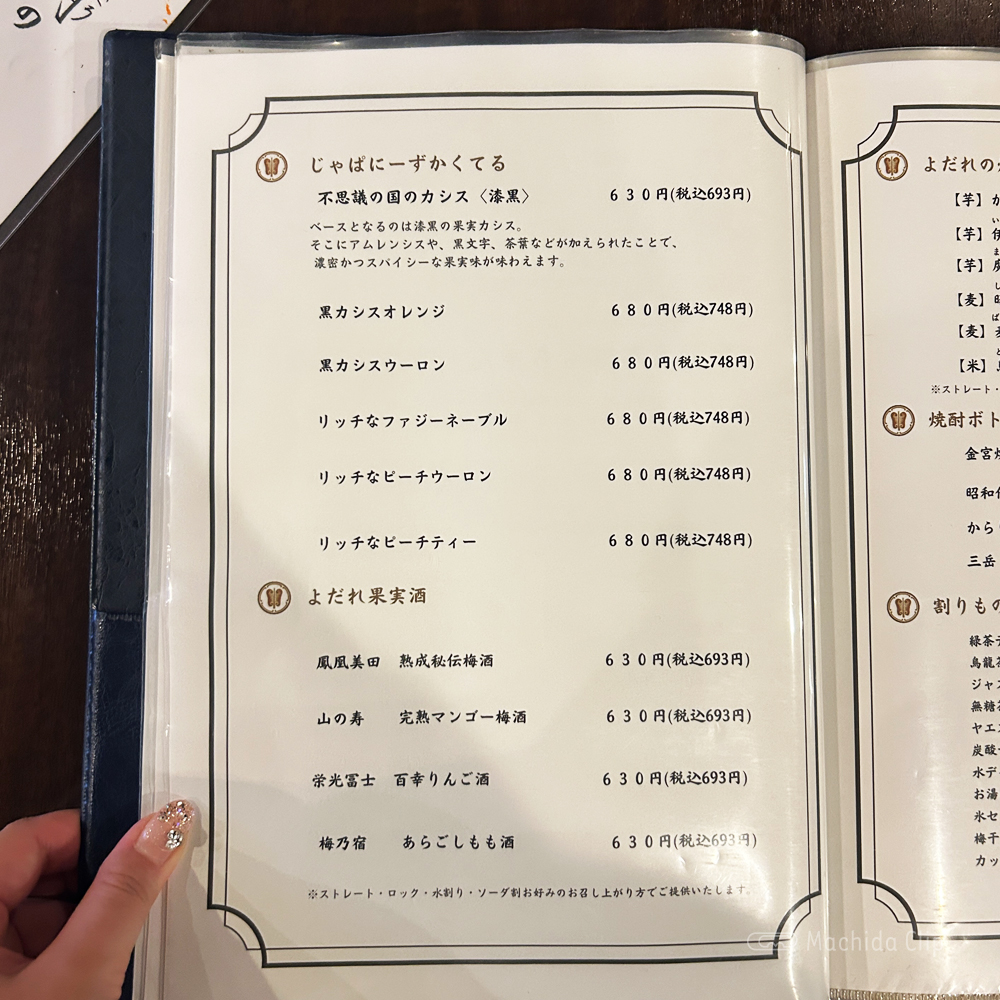 じゃぱにーずかくてる
不思議の国のカシス〈漆黒〉 630円(税込693円)
ベースとなるのは漆黒の果実カシス。
そこにアムレンシスや、黒文字、茶葉などが加えられたことで、
濃密かつスパイシーな果実味が味わえます。
黒カシスオレンジ 680円(税込748円)
黒カシスウーロン 680円(税込748円)
リッチなファジーネーブル 680円(税込748円)
リッチなピーチウーロン 680円(税込748円)
リッチなピーチティー 680円(税込748円)
よだれ果実酒
鳳凰美田 熟成秘伝梅酒 630円(税込693円)
山の寿 完熟マンゴー梅酒 630円(税込693円)
栄光冨士 百幸りんご酒 630円(税込693円)
梅乃宿 あらごしもも酒 630円(税込693円)
※ストレート・ロック・水割り・ソーダ割お好みのお召し上がり方でご提供いたします。
よだれの
【芋】
【芋】
【芋】
【麦】
【麦】
【米】
※ストレート・
焼酎ボト
金宮
昭和
から
三岳
割りもの
緑茶
烏龍
ジャス
無糖
ヤエ
炭酸
水デ
お湯
氷セ
梅干
カッ
Machida Clip